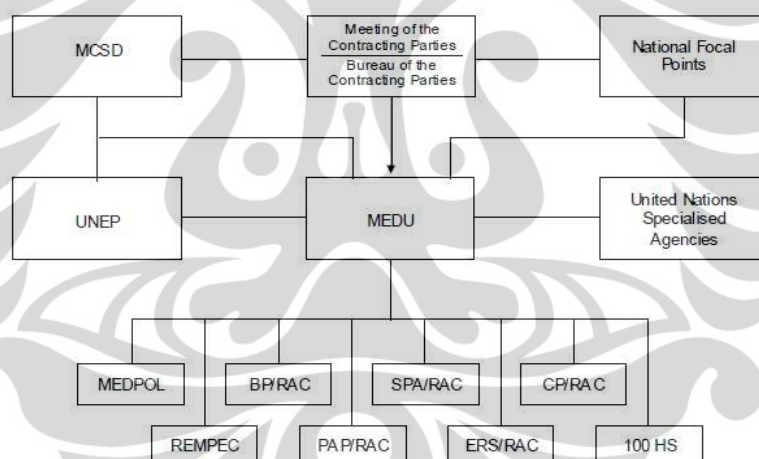 MCSD
Meeting of the
Contracting Parties
Bureau of the
Contracting Parties
National Focal
Points
UNEP
MEDU
United Nations
Specialised
Agencies
MEDPOL
BP/RAC
SPA/RAC
CP/RAC
REMPEC
PAP/RAC
ERS/RAC
100 HS